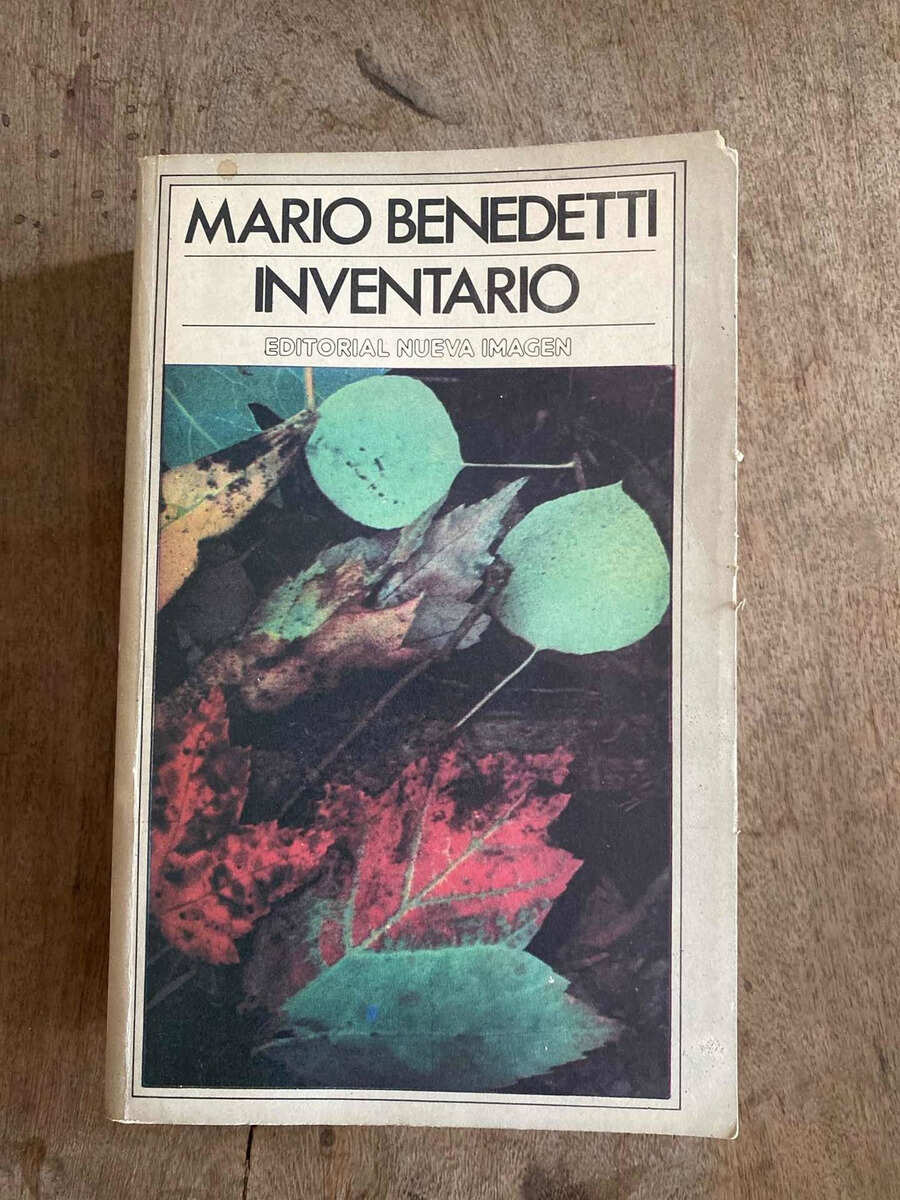 MARIO BENEDETTI
INVENTARIO
EDITORIAL NUEVA IMAGEN